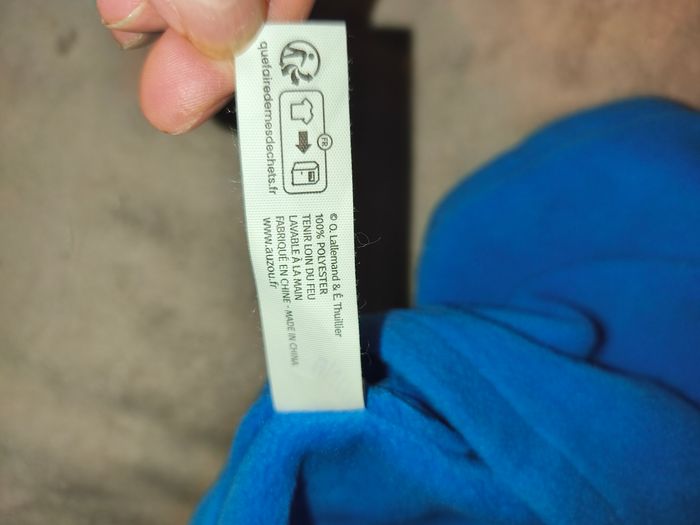 FR
quefairedemesdechets.fr
© O. Lallemand & É. Thuillier
100% POLYESTER
TENIR LOIN DU FEU
LAVABLE À LA MAIN
FABRIQUÉ EN CHINE - MADE IN CHINA
www.auzou.fr